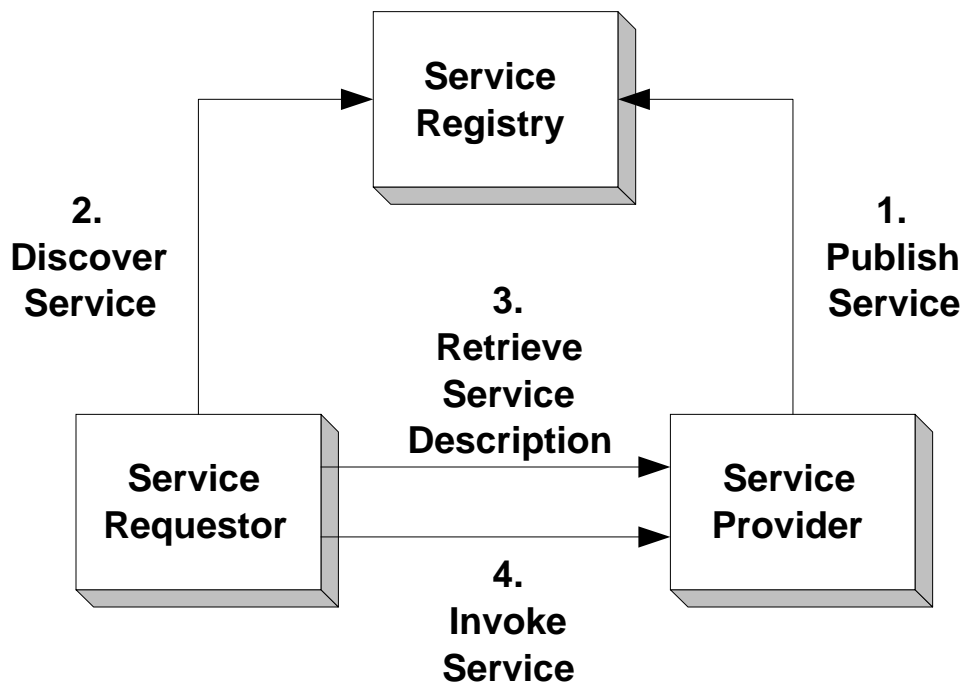 Service
Registry
2.
Discover
Service
1.
Publish
Service
3.
Retrieve
Service
Description
Service
Requestor
Service
Provider
4.
Invoke
Service